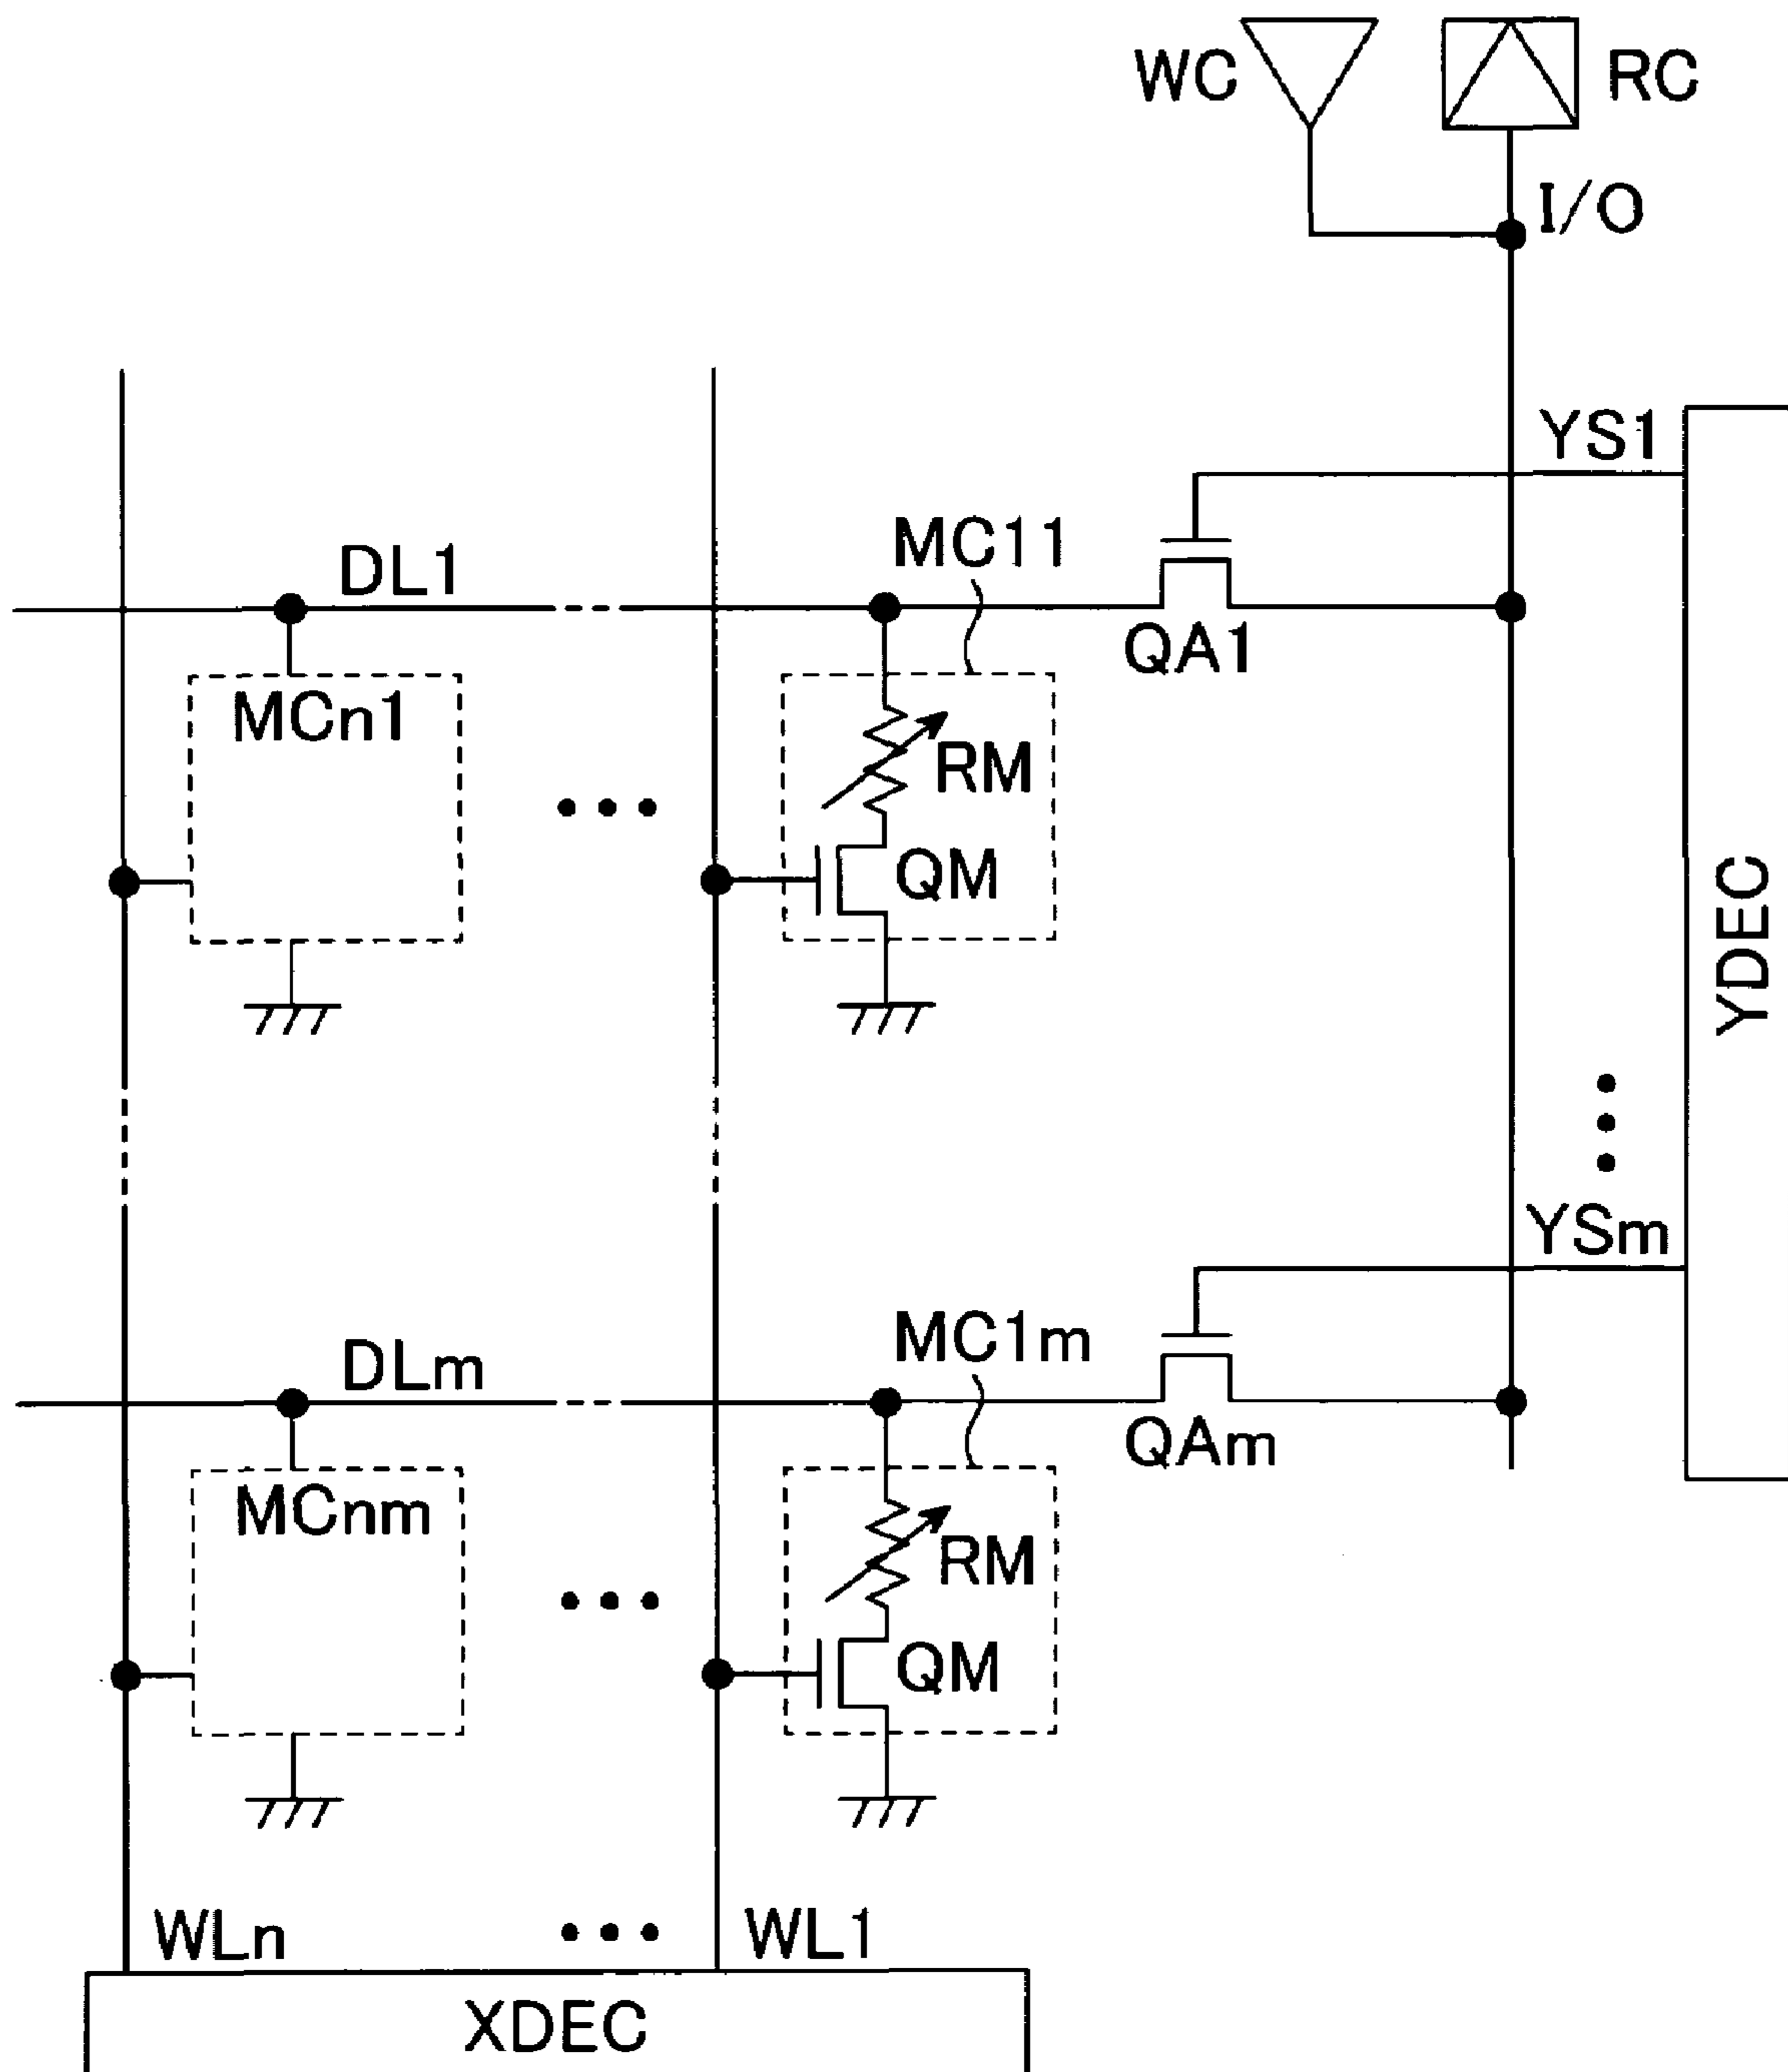 WC
RC
I/O
YS1
MC11
DL1
QA1
MCn1
RM
QM
YDEC
YSm
MC1m
DLm
QAm
MCnm
RM
QM
WLn
WL1
XDEC